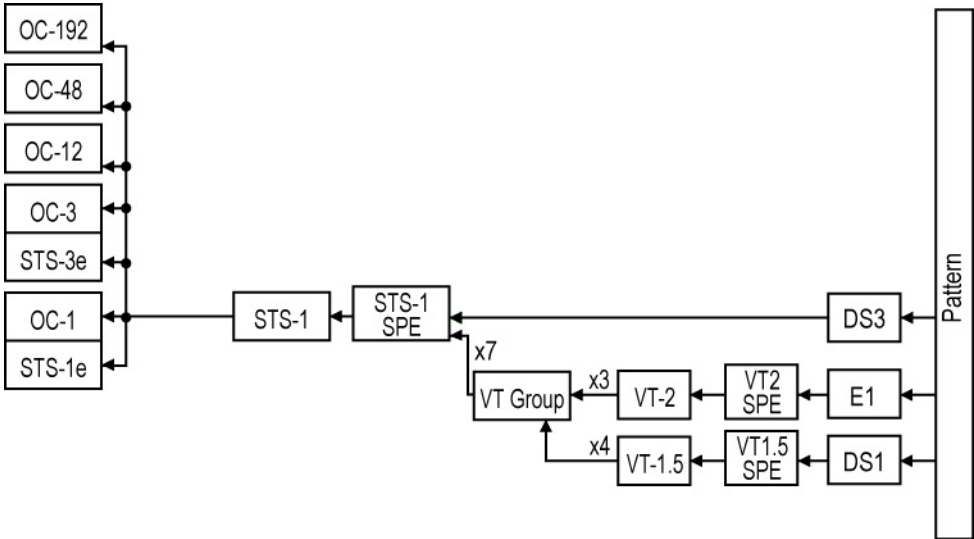 OC-192
OC-48
OC-12
OC-3
STS-3e
OC-1
STS-1e
STS-1
STS-1
SPE
x7
VT Group
x3
VT-2
VT2
SPE
E1
x4
VT-1.5
VT1.5
SPE
DS1
DS3
Pattern